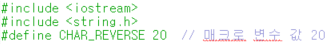 #include <iostream>
#include <string.h>
#define CHAR_REVERSE 20  // 매크로 변수 값 20